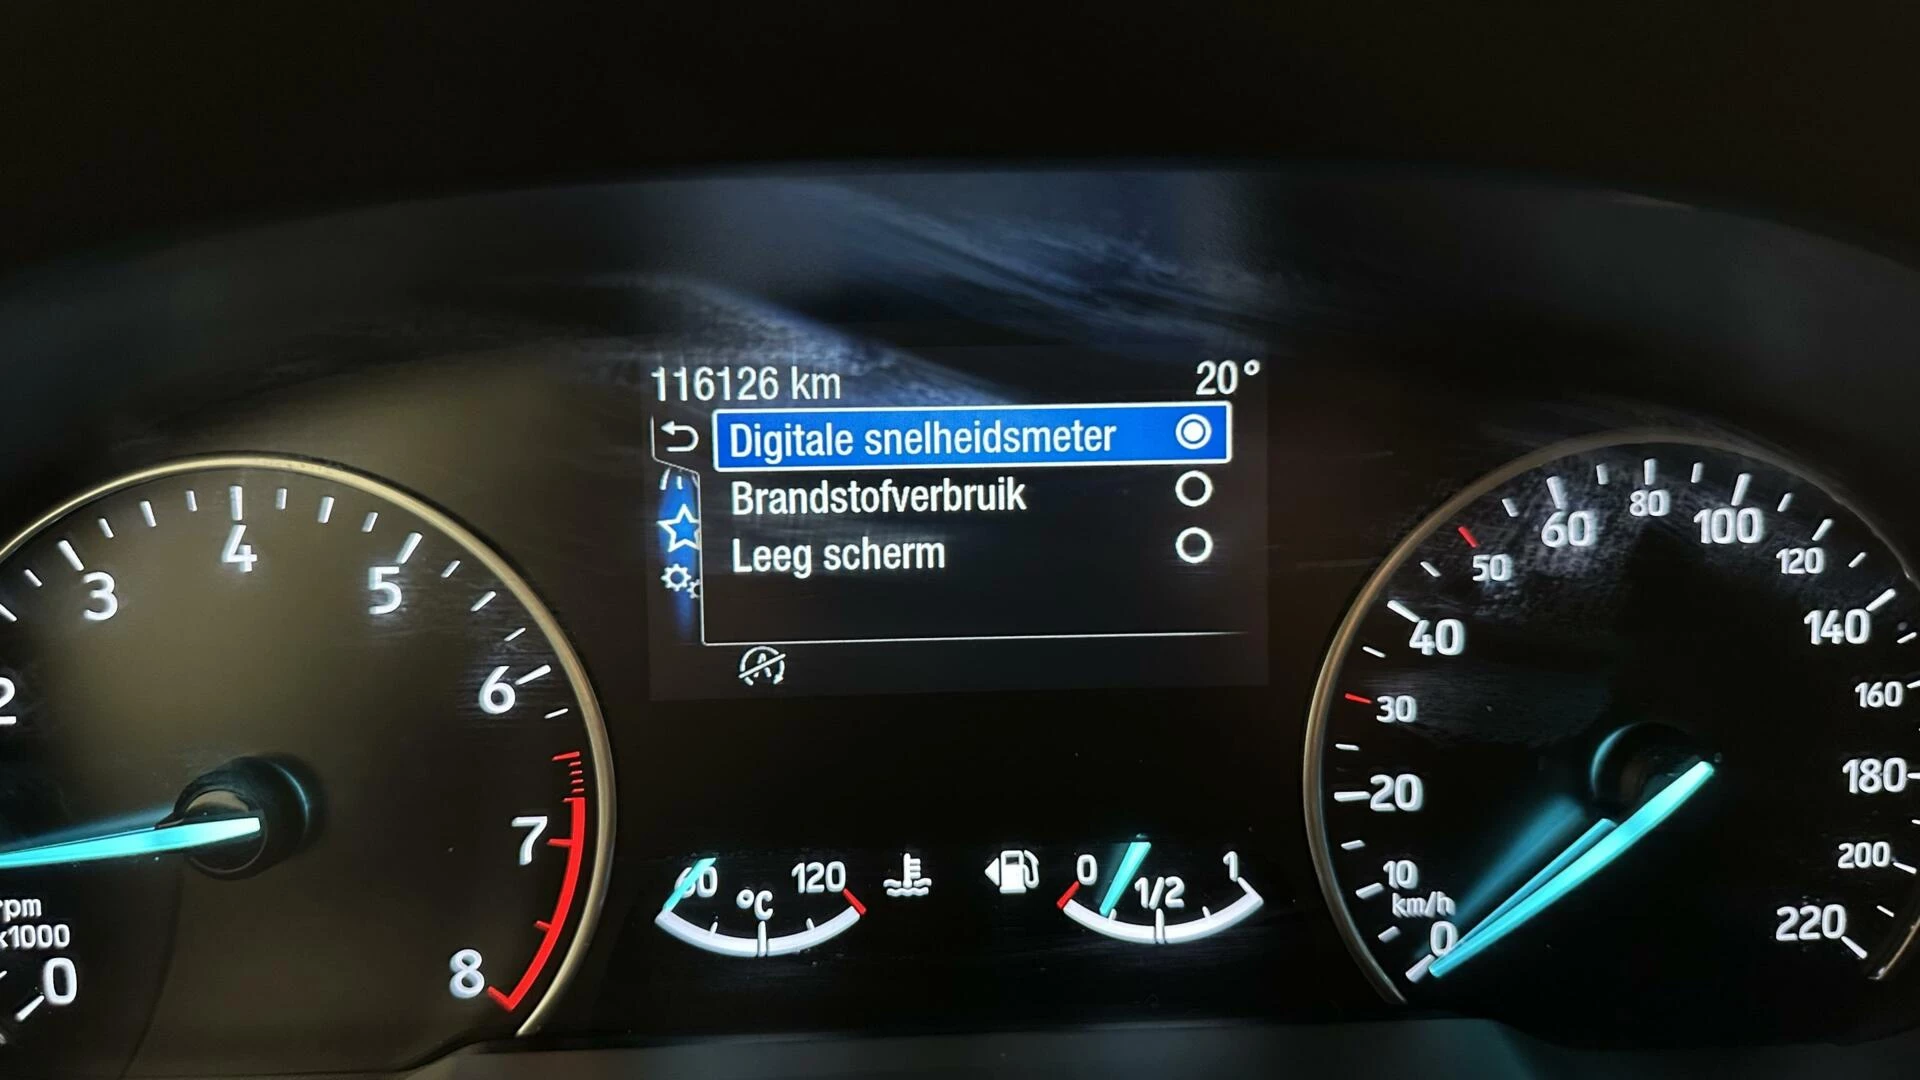 116126 km 20°
Digitale snelheidsmeter
Brandstofverbruik
Leeg scherm
2 3 4 5 6 7 8
rpm
x1000
0
60 °C 120
0 1/2 1
0 10 20 30 40 50 60 80 100 120 140 160 180 200 220
km/h